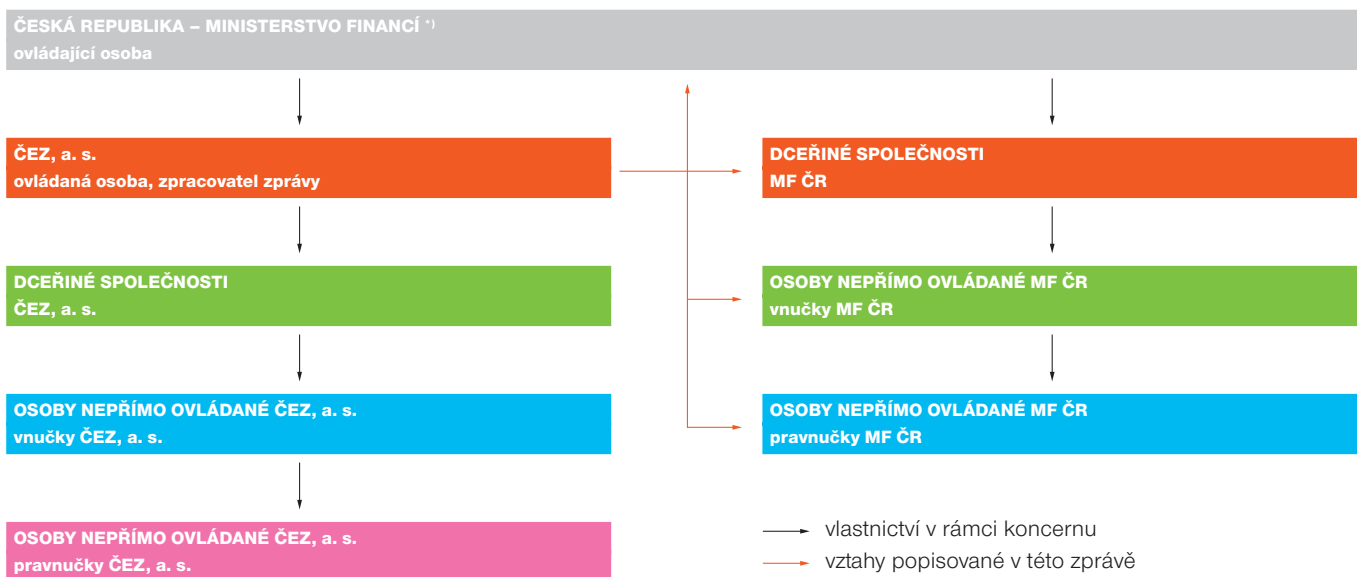 ČESKÁ REPUBLIKA – MINISTERSTVO FINANCÍ *)
ovládající osoba
ČEZ, a. s.
ovládaná osoba, zpracovatel zprávy
DCEŘINÉ SPOLEČNOSTI
MF ČR
DCEŘINÉ SPOLEČNOSTI
ČEZ, a. s.
OSOBY NEPŘÍMO OVLÁDANÉ MF ČR
vnučky MF ČR
OSOBY NEPŘÍMO OVLÁDANÉ ČEZ, a. s.
vnučky ČEZ, a. s.
OSOBY NEPŘÍMO OVLÁDANÉ MF ČR
pravnučky MF ČR
OSOBY NEPŘÍMO OVLÁDANÉ ČEZ, a. s.
pravnučky ČEZ, a. s.
vlastnictví v rámci koncernu
vztahy popisované v této zprávě